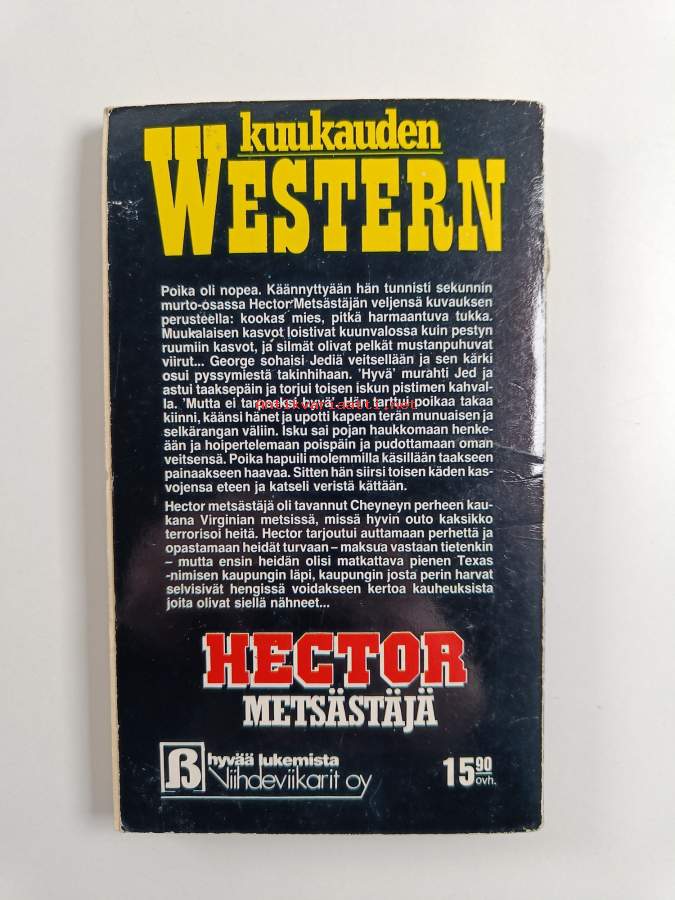 kuukauden
WESTERN
Poika oli nopea. Käännyttyään hän tunnisti sekunnin
murto-osassa Hector Metsästäjän veljensä kuvauksen
perusteella: kookas mies, pitkä harmaantuva tukka.
Muukalaisen kasvot loistivat kuunvalossa kuin pestyn
ruumiin kasvot, ja silmät olivat pelkät mustanpuhuvat
viirut... George sohaisi Jediä veitsellään ja sen kärki
osui pyssymiestä takinhihaan. 'Hyvä' murahti Jed ja
astui taaksepäin ja torjui toisen iskun pistimen kahval-
la. 'Mutta ei tarpeeksi hyvä'. Hän tarttui poikaa takaa
Antikvariaatti.net
kiinni, käänsi hänet ja upotti kapean terän munuaisen ja
selkärangan väliin. Isku sai pojan haukkomaan henke-
ään ja hoipertelemaan poispäin ja pudottamaan oman
veitsensä. Poika hapuili molemmilla käsillään taakseen
painaakseen haavaa. Sitten hän siirsi toisen käden kas-
vojensa eteen ja katseli veristä kättään.
Hector metsästäjä oli tavannut Cheyneyn perheen kau-
kana Virginian metsissä, missä hyvin outo kaksikko
terrorisoi heitä. Hector tarjoutui auttamaan perhettä ja
opastamaan heidät turvaan – maksua vastaan tietenkin
– mutta ensin heidän olisi matkattava pienen Texas
-nimisen kaupungin läpi, kaupungin josta perin harvat
selvisivät hengissä voidakseen kertoa kauheuksista
joita olivat siellä nähneet...
HECTOR
METSÄSTÄJÄ
ß hyvää lukemista
Viihdeviikarit oy
15 90
ovh.